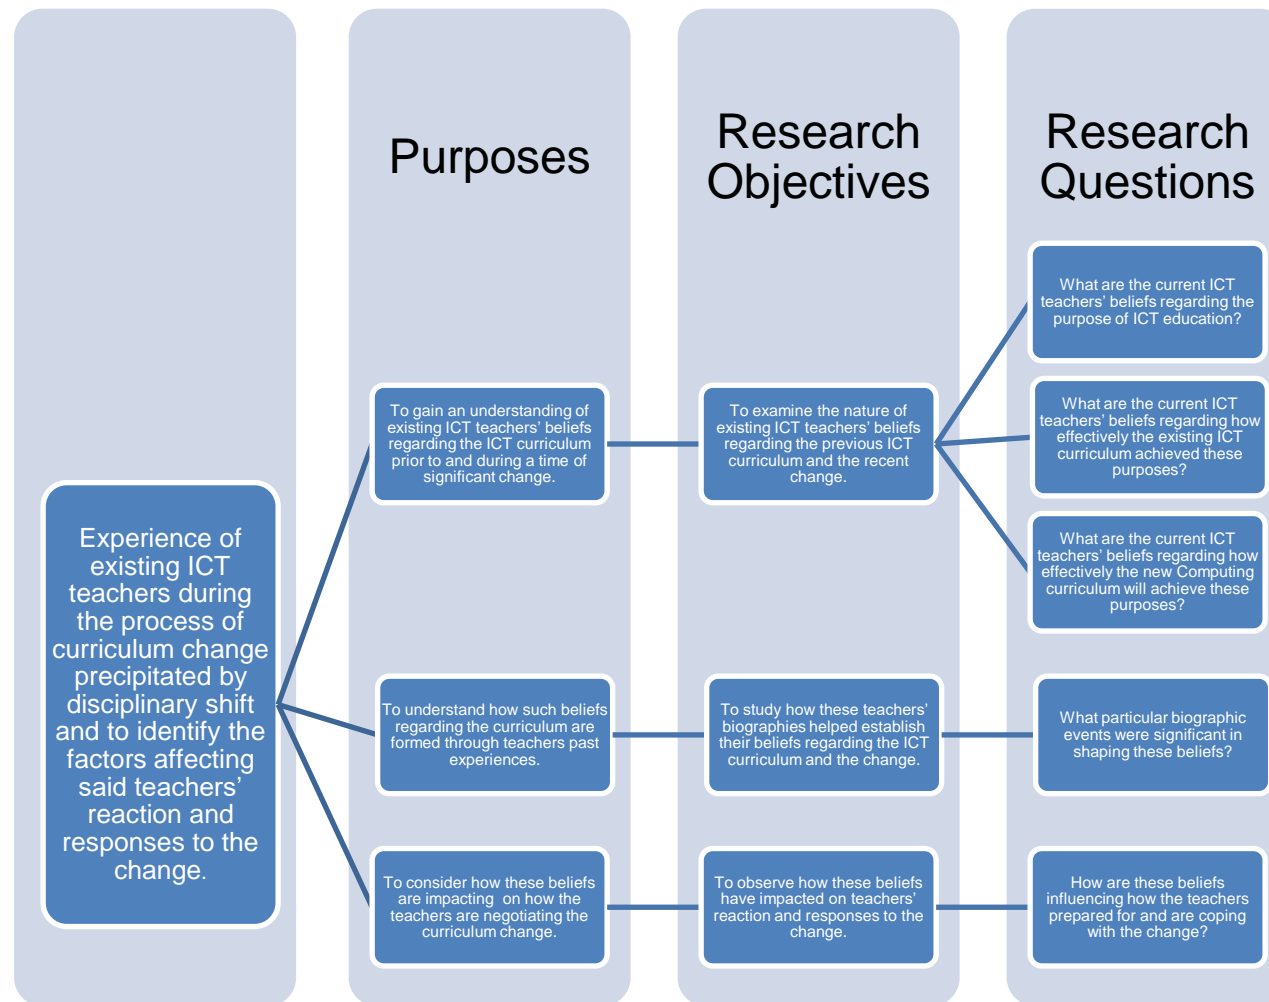 Purposes
Research
Objectives
Research
Questions
Experience of
existing ICT
teachers during
the process of
curriculum change
precipitated by
disciplinary shift
and to identify the
factors affecting
said teachers’
reaction and
responses to the
change.
To gain an understanding of
existing ICT teachers’ beliefs
regarding the ICT curriculum
prior to and during a time of
significant change.
To examine the nature of
existing ICT teachers’ beliefs
regarding the previous ICT
curriculum and the recent
change.
What are the current ICT
teachers’ beliefs regarding the
purpose of ICT education?
What are the current ICT
teachers’ beliefs regarding how
effectively the existing ICT
curriculum achieved these
purposes?
What are the current ICT
teachers’ beliefs regarding how
effectively the new Computing
curriculum will achieve these
purposes?
To understand how such beliefs
regarding the curriculum are
formed through teachers past
experiences.
To study how these teachers’
biographies helped establish
their beliefs regarding the ICT
curriculum and the change.
What particular biographic
events were significant in
shaping these beliefs?
To consider how these beliefs
are impacting on how the
teachers are negotiating the
curriculum change.
To observe how these beliefs
have impacted on teachers’
reaction and responses to the
change.
How are these beliefs
influencing how the teachers
prepared for and are coping
with the change?